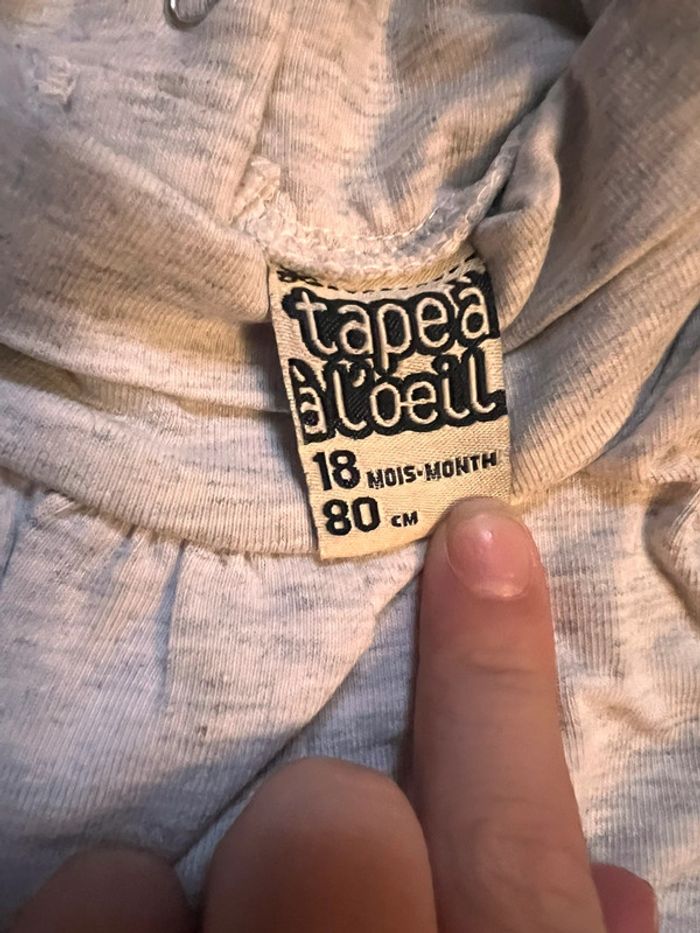 tape à
à l'oeil
18 MOIS-MONTH
80 CM